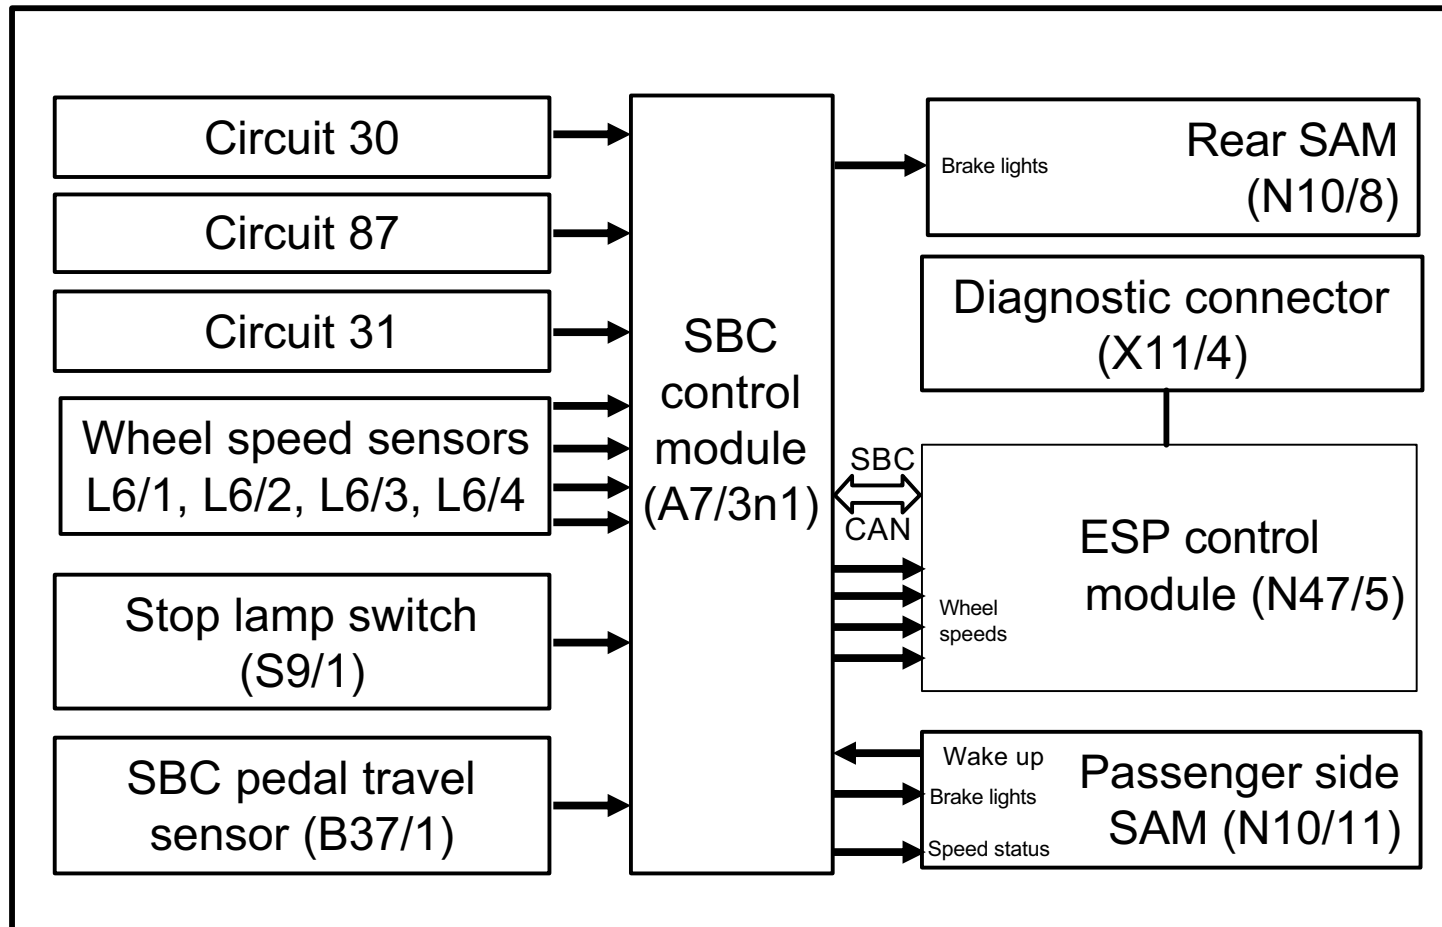 Circuit 30
Circuit 87
Circuit 31
Wheel speed sensors
L6/1, L6/2, L6/3, L6/4
Stop lamp switch
(S9/1)
SBC pedal travel
sensor (B37/1)
SBC
control
module
(A7/3n1)
Brake lights
Rear SAM
(N10/8)
Diagnostic connector
(X11/4)
SBC
CAN
ESP control
module (N47/5)
Wheel
speeds
Wake up
Brake lights
Speed status
Passenger side
SAM (N10/11)